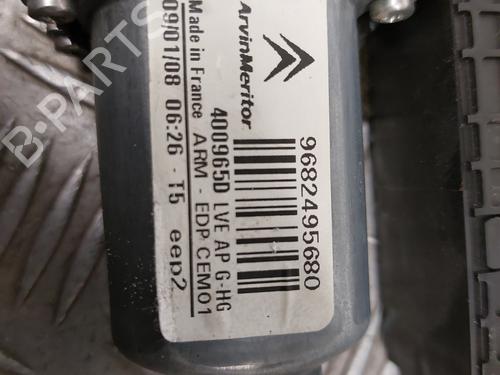 9682495680
ArvinMeritor
400965D LVE AP G-HG
Made in France ARM - EDP CEM01
09/01/08 06:26 - T5 eep2